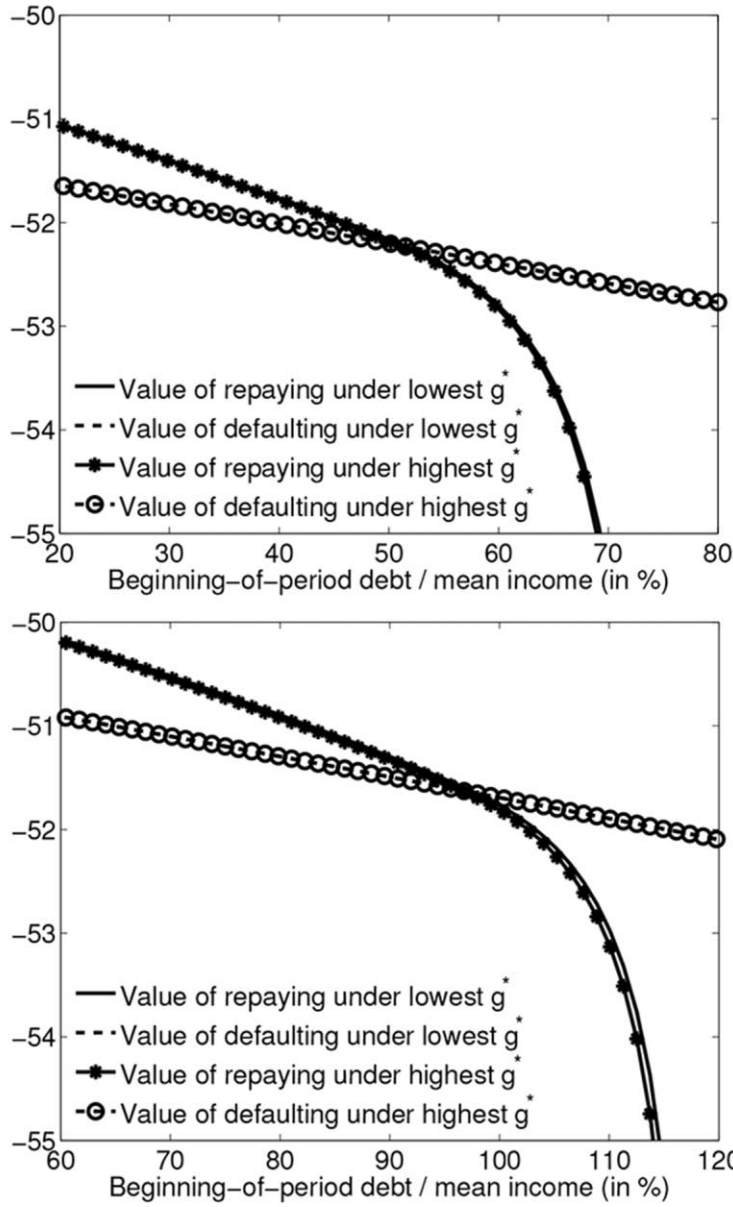 -50
-51
-52
-53
-54
-55
Value of repaying under lowest g*
Value of defaulting under lowest g*
Value of repaying under highest g*
Value of defaulting under highest g*
20 30 40 50 60 70 80
Beginning-of-period debt / mean income (in %)
-50
-51
-52
-53
-54
-55
Value of repaying under lowest g*
Value of defaulting under lowest g*
Value of repaying under highest g*
Value of defaulting under highest g*
60 70 80 90 100 110 120
Beginning-of-period debt / mean income (in %)